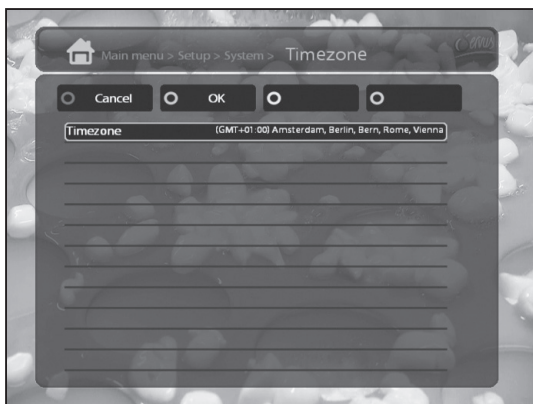 Main menu > Setup > System > Timezone
Cancel OK
Timezone (GMT+01:00) Amsterdam, Berlin, Bern, Rome, Vienna